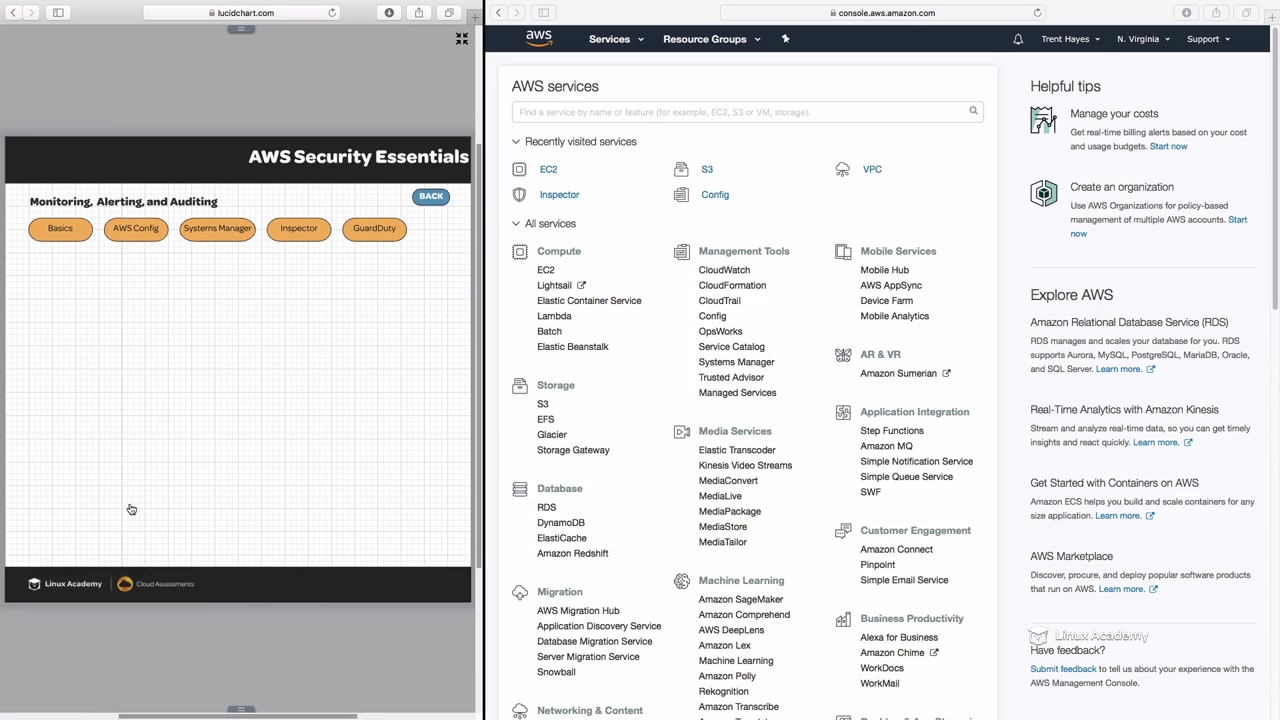 lucidchart.com
AWS Security Essentials
BACK
Monitoring, Alerting, and Auditing
Basics
AWS Config
Systems Manager
Inspector
GuardDuty
Linux Academy
Cloud Assessments
console.aws.amazon.com
aws
Services
Resource Groups
Trent Hayes
N. Virginia
Support
AWS services
Find a service by name or feature (for example, EC2, S3 or VM, storage).
Recently visited services
EC2
S3
VPC
Inspector
Config
All services
Compute
EC2
Lightsail
Elastic Container Service
Lambda
Batch
Elastic Beanstalk
Storage
S3
EFS
Glacier
Storage Gateway
Database
RDS
DynamoDB
ElastiCache
Amazon Redshift
Migration
AWS Migration Hub
Application Discovery Service
Database Migration Service
Server Migration Service
Snowball
Networking & Content
Management Tools
CloudWatch
CloudFormation
CloudTrail
Config
OpsWorks
Service Catalog
Systems Manager
Trusted Advisor
Managed Services
Media Services
Elastic Transcoder
Kinesis Video Streams
MediaConvert
MediaLive
MediaPackage
MediaStore
MediaTailor
Machine Learning
Amazon SageMaker
Amazon Comprehend
AWS DeepLens
Amazon Lex
Machine Learning
Amazon Polly
Rekognition
Amazon Transcribe
Mobile Services
Mobile Hub
AWS AppSync
Device Farm
Mobile Analytics
AR & VR
Amazon Sumerian
Application Integration
Step Functions
Amazon MQ
Simple Notification Service
Simple Queue Service
SWF
Customer Engagement
Amazon Connect
Pinpoint
Simple Email Service
Business Productivity
Alexa for Business
Amazon Chime
WorkDocs
WorkMail
Helpful tips
Manage your costs
Get real-time billing alerts based on your cost
and usage budgets. Start now
Create an organization
Use AWS Organizations for policy-based
management of multiple AWS accounts. Start
now
Explore AWS
Amazon Relational Database Service (RDS)
RDS manages and scales your database for you. RDS
supports Aurora, MySQL, PostgreSQL, MariaDB, Oracle,
and SQL Server. Learn more.
Real-Time Analytics with Amazon Kinesis
Stream and analyze real-time data, so you can get timely
insights and react quickly. Learn more.
Get Started with Containers on AWS
Amazon ECS helps you build and scale containers for any
size application. Learn more.
AWS Marketplace
Discover, procure, and deploy popular software products
that run on AWS. Learn more.
Linux Academy
Have feedback?
Submit feedback to tell us about your experience with the
AWS Management Console.